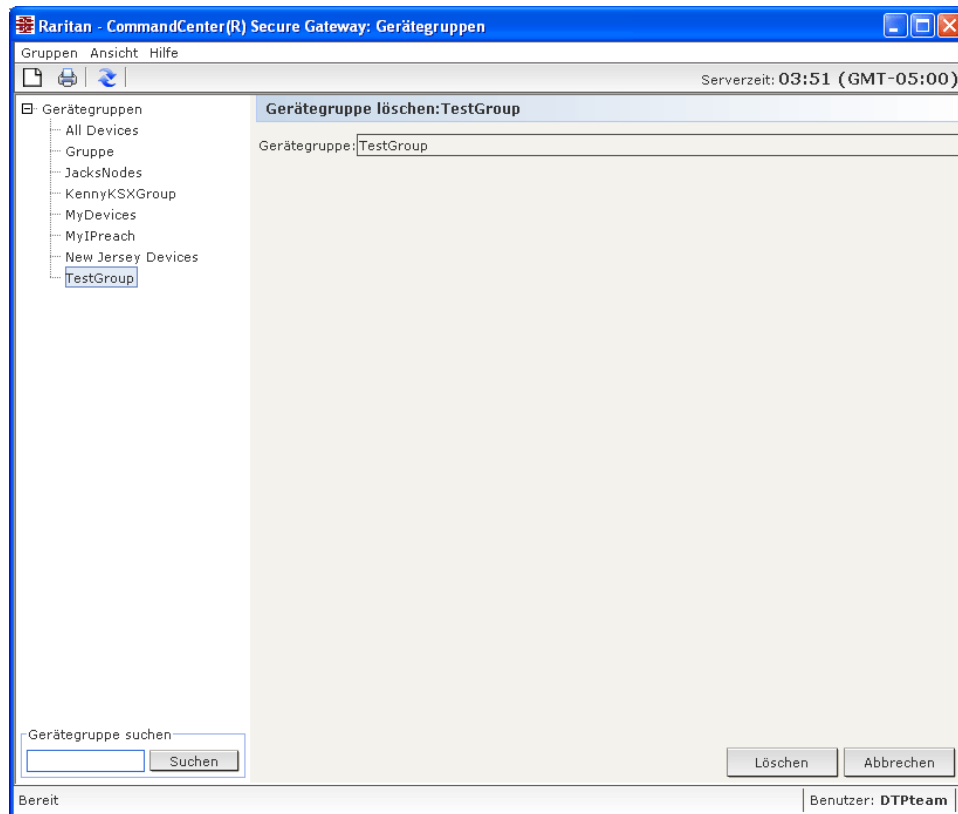 Raritan - CommandCenter(R) Secure Gateway: Gerätegruppen
Gruppen Ansicht Hilfe
Serverzeit: 03:51 (GMT-05:00)
Gerätegruppen
All Devices
Gruppe
JacksNodes
KennyKSXGroup
MyDevices
MyIPreach
New Jersey Devices
TestGroup
Gerätegruppe löschen:TestGroup
Gerätegruppe: TestGroup
Gerätegruppe suchen
Suchen
Löschen Abbrechen
Bereit
Benutzer: DTPteam